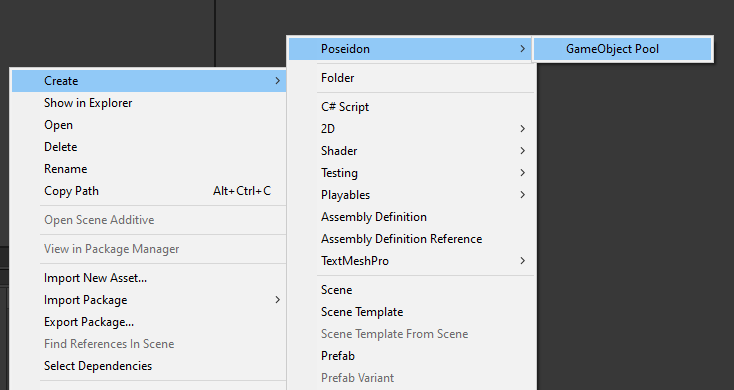 Create
Show in Explorer
Open
Delete
Rename
Copy Path Alt+Ctrl+C
Open Scene Additive
View in Package Manager
Import New Asset...
Import Package
Export Package...
Find References In Scene
Select Dependencies
Poseidon
Folder
C# Script
2D
Shader
Testing
Playables
Assembly Definition
Assembly Definition Reference
TextMeshPro
Scene
Scene Template
Scene Template From Scene
Prefab
Prefab Variant
GameObject Pool